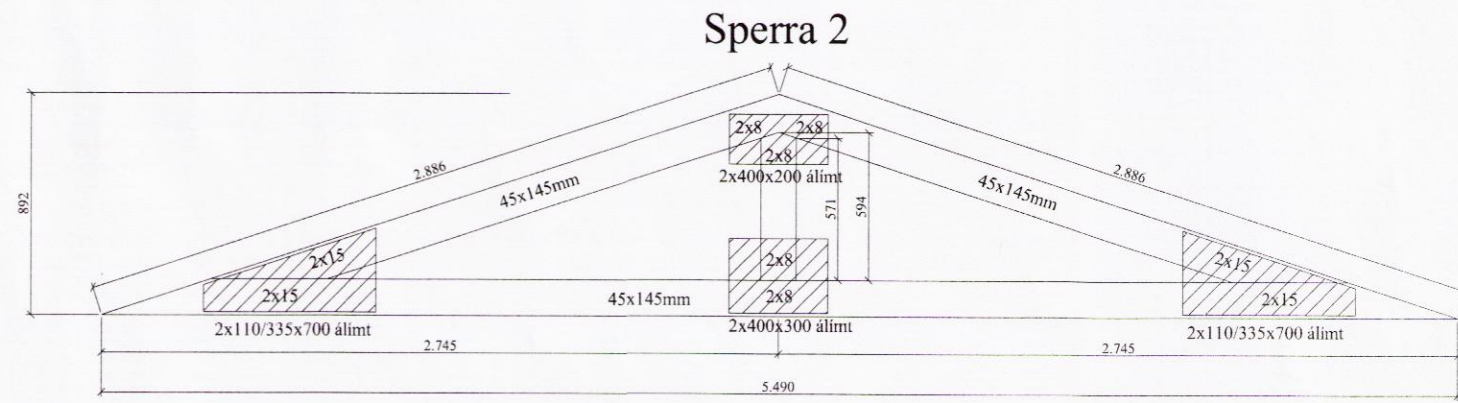 Sperra 2
2.886
2.886
892
2x8
2x8
2x8
2x400x200 álímt
45x145mm
45x145mm
571
594
2x15
2x15
2x8
2x8
2x15
2x15
45x145mm
2x110/335x700 álímt
2x400x300 álímt
2x110/335x700 álímt
2.745
2.745
5.490